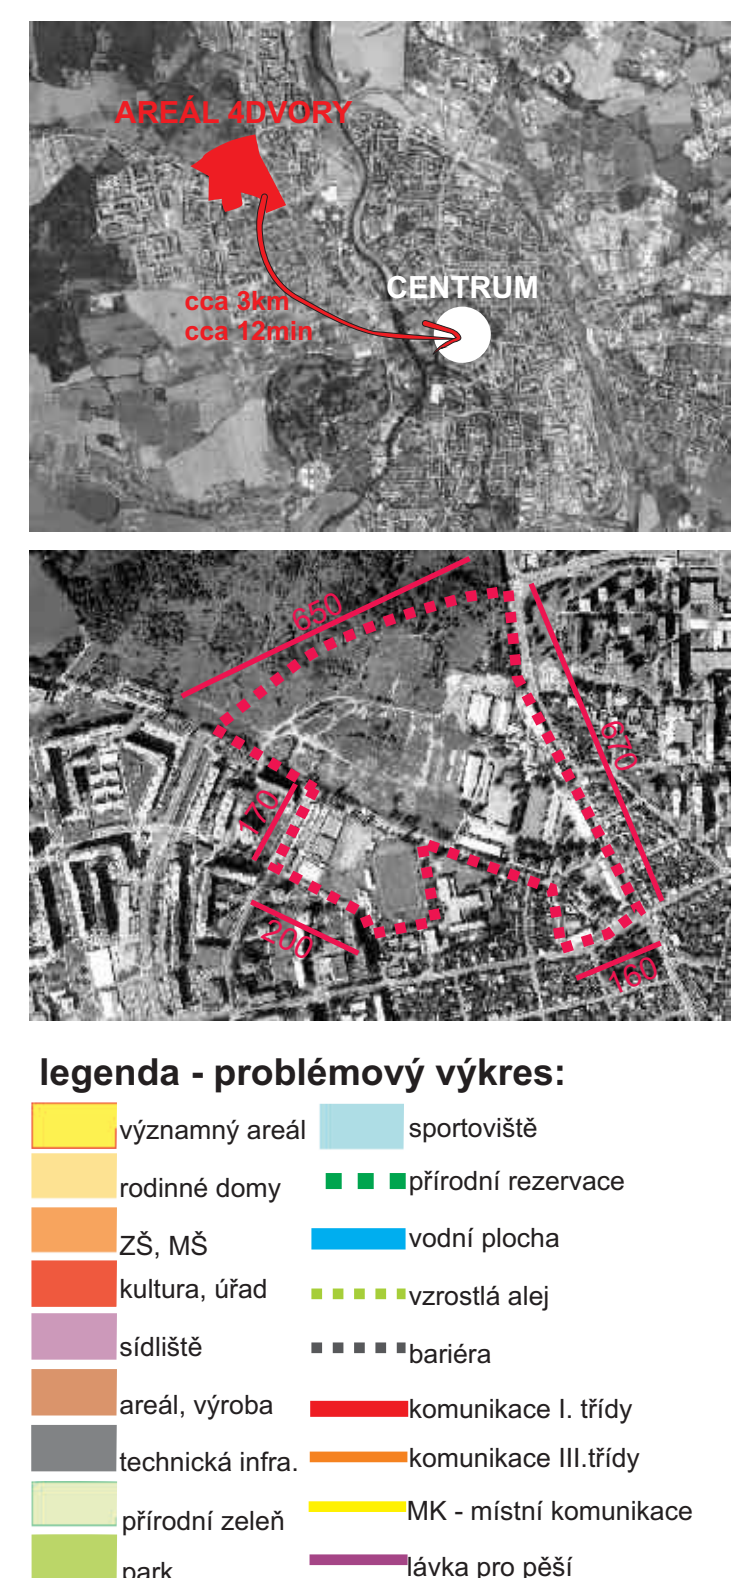 AREÁL 4DVORY
CENTRUM
cca 3km
cca 12min
650
670
170
200
160
legenda - problémový výkres:
významný areál
sportoviště
rodinné domy
přírodní rezervace
ZŠ, MŠ
vodní plocha
kultura, úřad
vzrostlá alej
sídliště
bariéra
areál, výroba
komunikace I. třídy
technická infra.
komunikace III.třídy
přírodní zeleň
MK - místní komunikace
park
lávka pro pěší